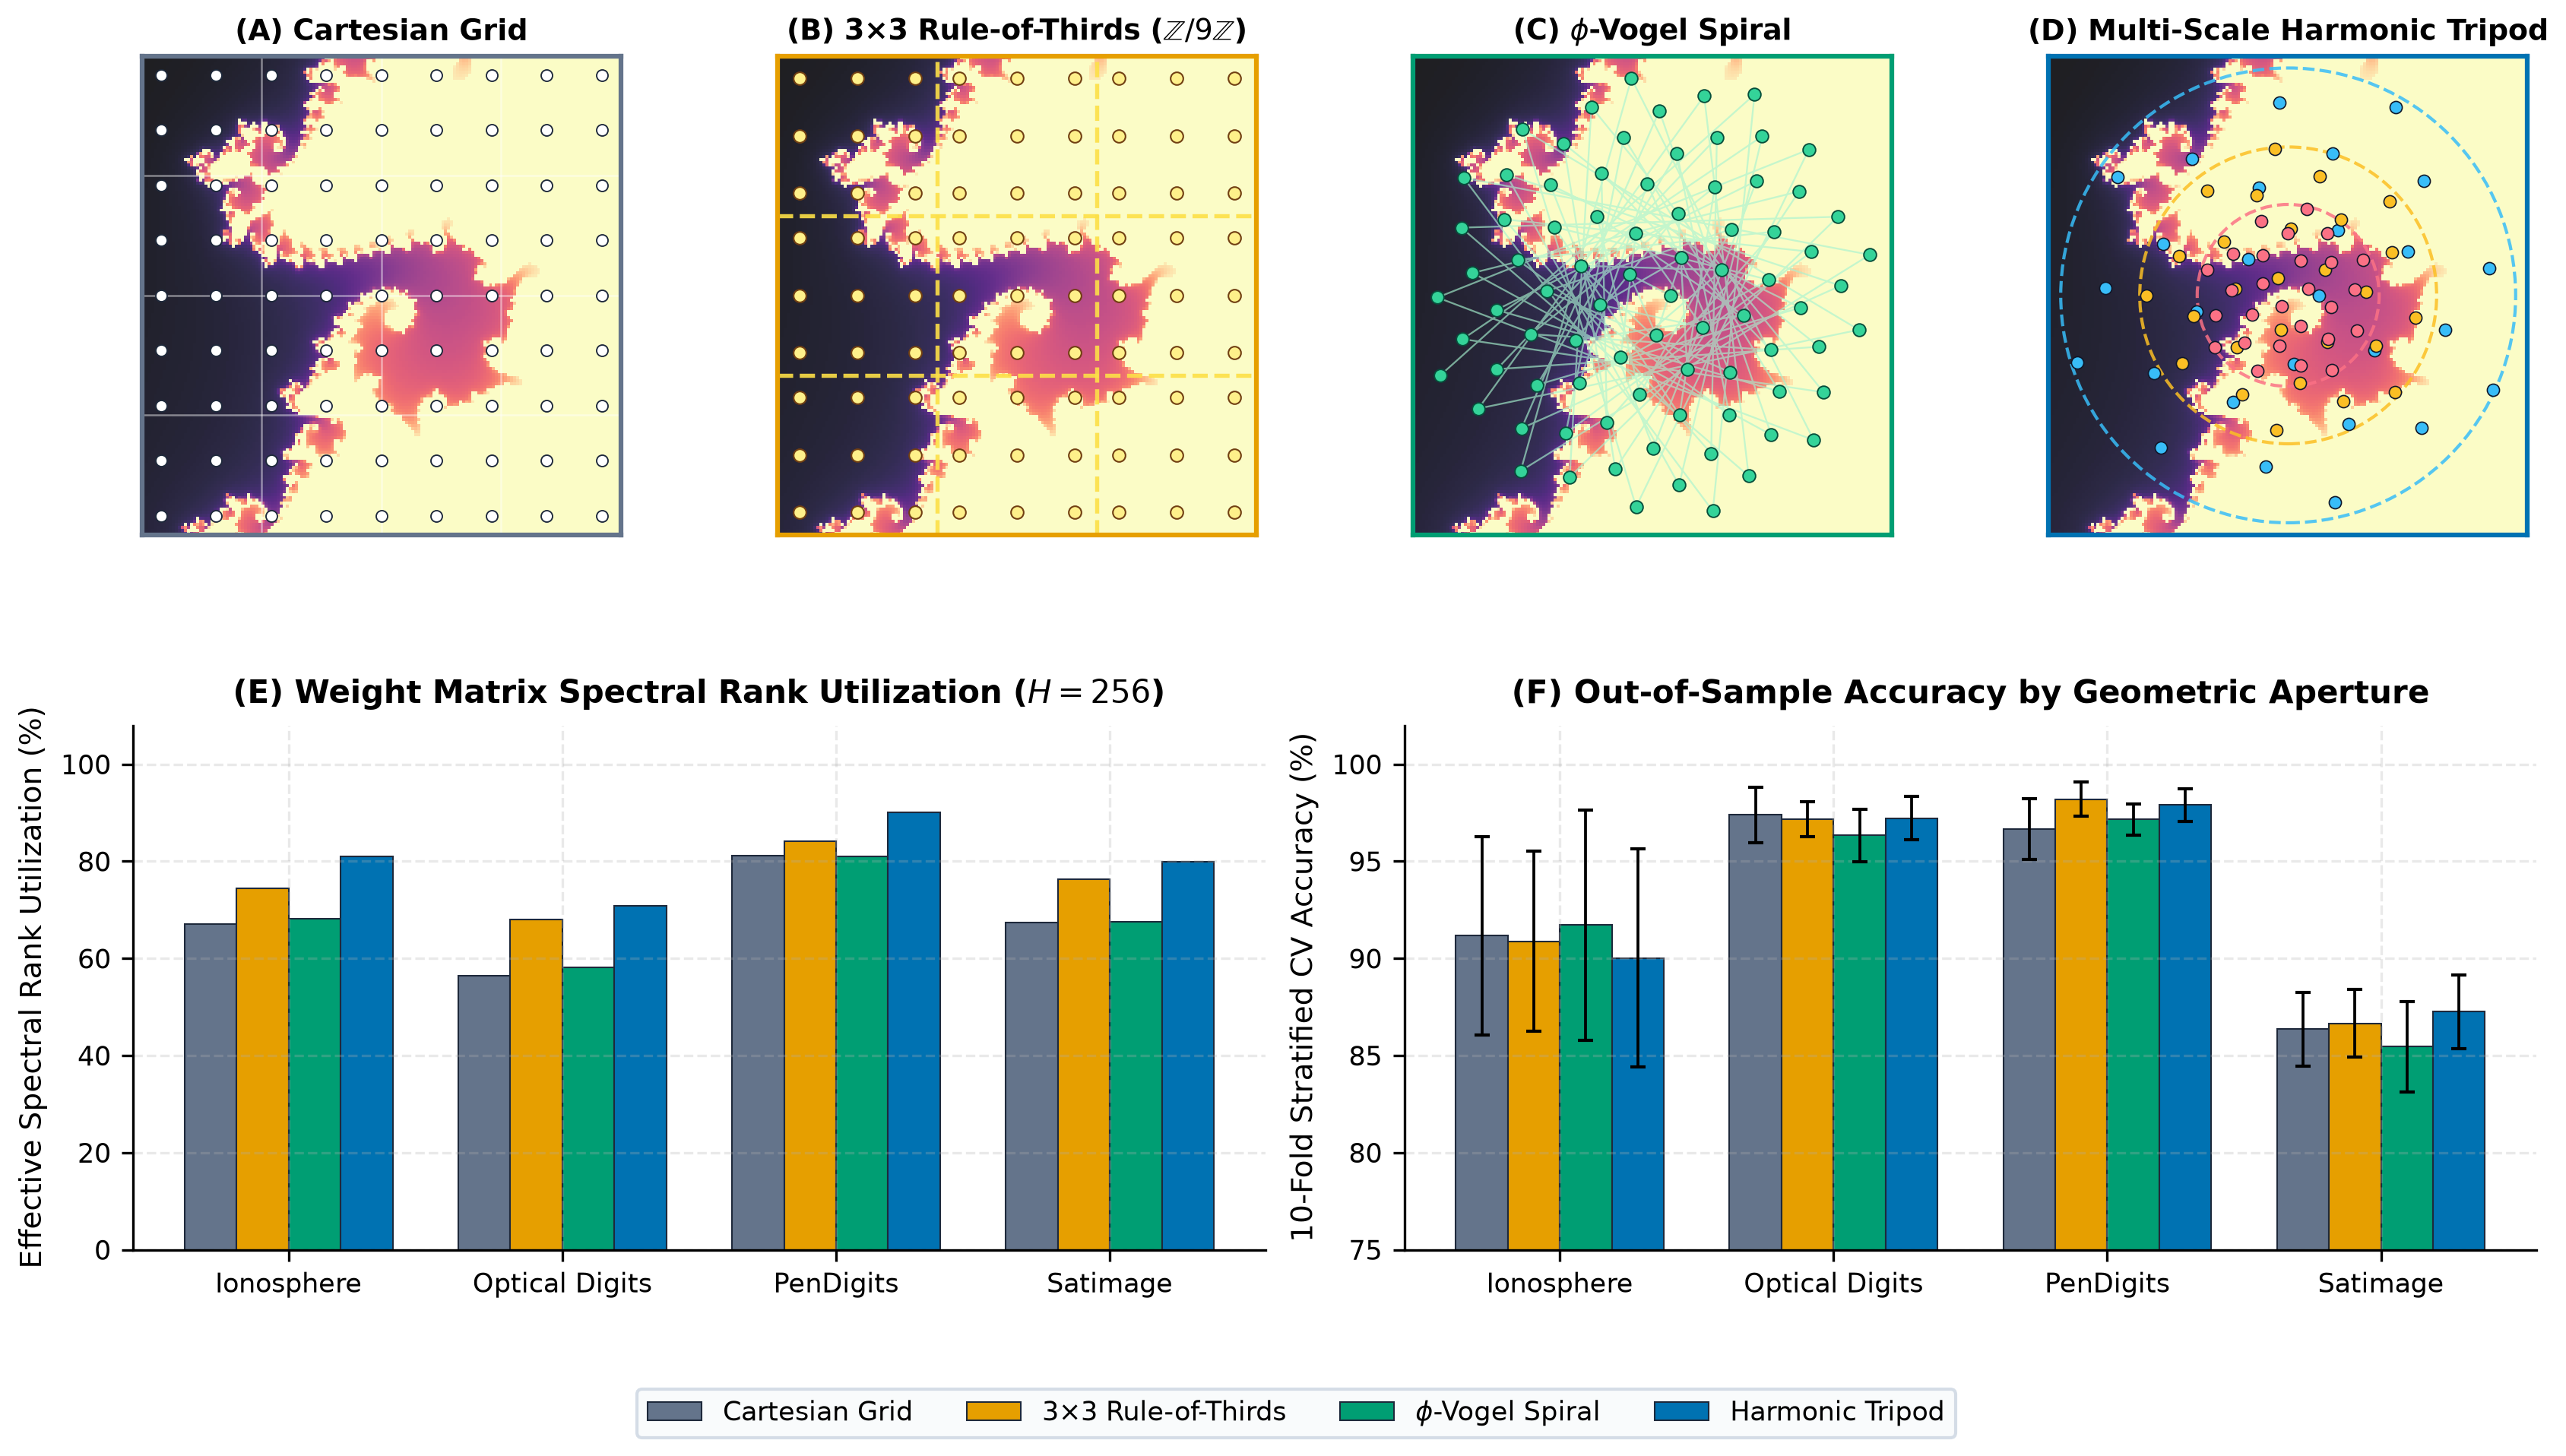 (A) Cartesian Grid
(B) 3×3 Rule-of-Thirds (ℤ/9ℤ)
(C) ϕ-Vogel Spiral
(D) Multi-Scale Harmonic Tripod
(E) Weight Matrix Spectral Rank Utilization (H = 256)
Effective Spectral Rank Utilization (%)
100
80
60
40
20
0
Ionosphere
Optical Digits
PenDigits
Satimage
(F) Out-of-Sample Accuracy by Geometric Aperture
10-Fold Stratified CV Accuracy (%)
100
95
90
85
80
75
Ionosphere
Optical Digits
PenDigits
Satimage
Cartesian Grid
3×3 Rule-of-Thirds
ϕ-Vogel Spiral
Harmonic Tripod